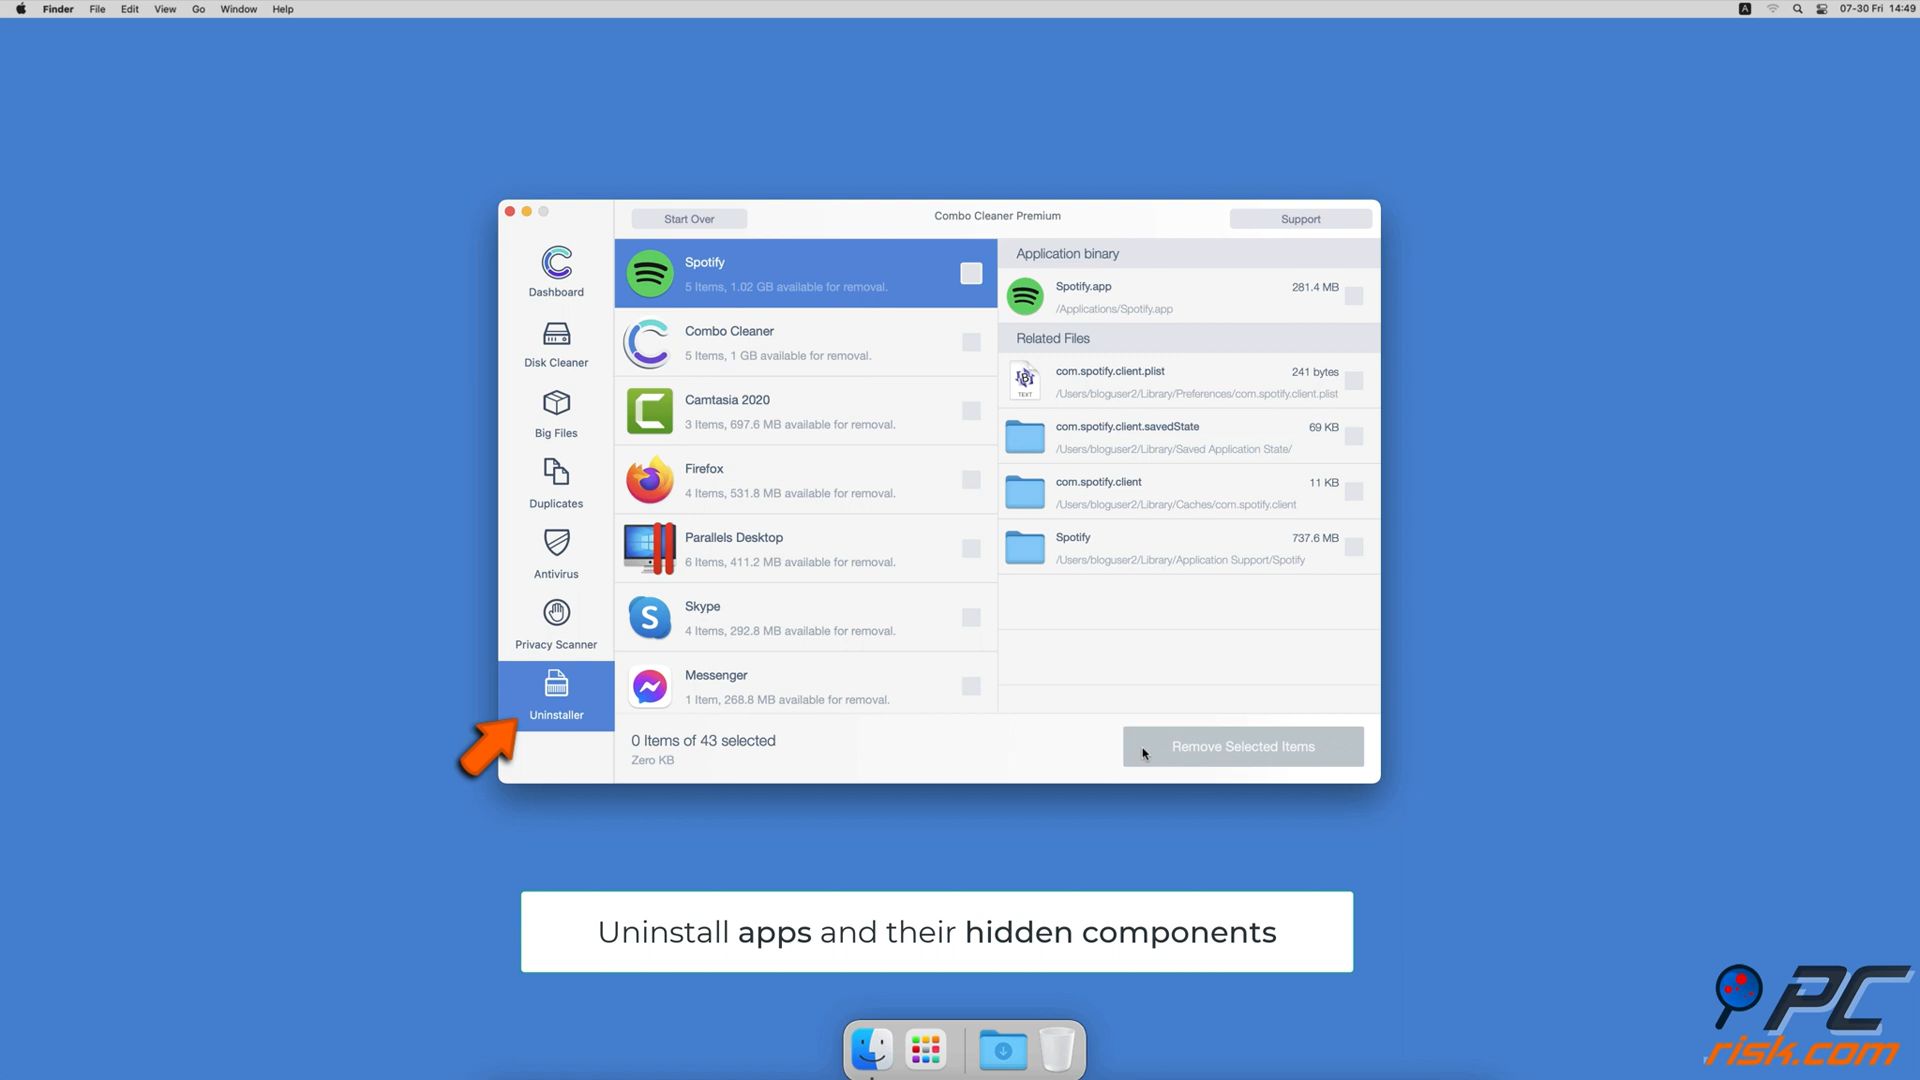 Finder File Edit View Go Window Help
A 07-30 Fri 14:49
Start Over
Combo Cleaner Premium
Support
Dashboard
Disk Cleaner
Big Files
Duplicates
Antivirus
Privacy Scanner
Uninstaller
Spotify
5 Items, 1.02 GB available for removal.
Combo Cleaner
5 Items, 1 GB available for removal.
Camtasia 2020
3 Items, 697.6 MB available for removal.
Firefox
4 Items, 531.8 MB available for removal.
Parallels Desktop
6 Items, 411.2 MB available for removal.
Skype
4 Items, 292.8 MB available for removal.
Messenger
1 Item, 268.8 MB available for removal.
Application binary
Spotify.app 281.4 MB
/Applications/Spotify.app
Related Files
TEXT
com.spotify.client.plist 241 bytes
/Users/bloguser2/Library/Preferences/com.spotify.client.plist
com.spotify.client.savedState 69 KB
/Users/bloguser2/Library/Saved Application State/
com.spotify.client 11 KB
/Users/bloguser2/Library/Caches/com.spotify.client
Spotify 737.6 MB
/Users/bloguser2/Library/Application Support/Spotify
0 Items of 43 selected
Zero KB
Remove Selected Items
Uninstall apps and their hidden components
PC
risk.com